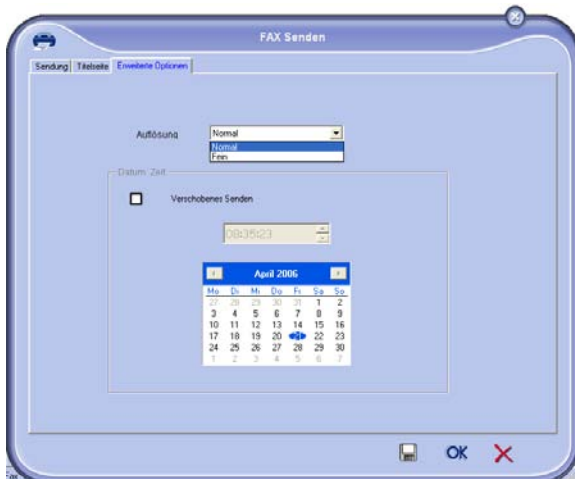 FAX Senden
Sendung Titelseite Erweiterte Optionen
Auflösung Normal
Normal
Fein
Datum Zeit
Verschobenes Senden
08:35:23
April 2006
Mo Di Mi Do Fr Sa So
27 28 29 30 31 1 2
3 4 5 6 7 8 9
10 11 12 13 14 15 16
17 18 19 20 21 22 23
24 25 26 27 28 29 30
1 2 3 4 5 6 7
OK